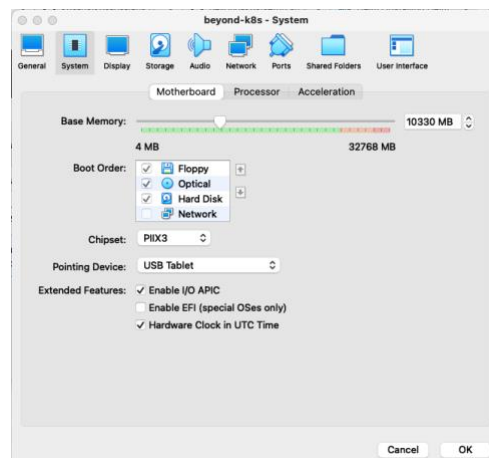 beyond-k8s - System
General System Display Storage Audio Network Ports Shared Folders User Interface
Motherboard Processor Acceleration
Base Memory: 10330 MB
4 MB 32768 MB
Boot Order: Floppy
Optical
Hard Disk
Network
Chipset: PIIX3
Pointing Device: USB Tablet
Extended Features: Enable I/O APIC
Enable EFI (special OSes only)
Hardware Clock in UTC Time
Cancel OK